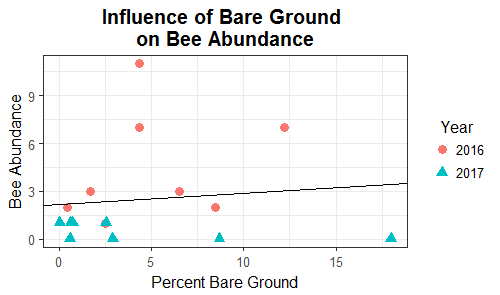 Influence of Bare Ground
on Bee Abundance
Bee Abundance
9
6
3
0
0
5
10
15
Percent Bare Ground
Year
2016
2017